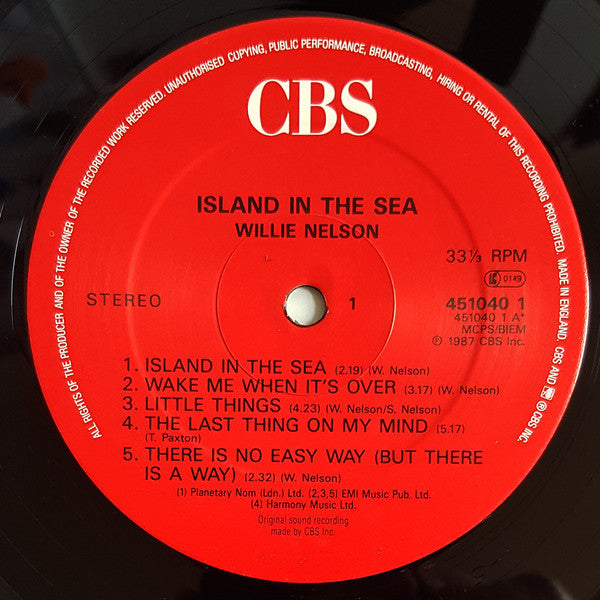 ALL RIGHTS OF THE PRODUCER AND OF THE OWNER OF THE RECORDED WORK RESERVED. UNAUTHORISED COPYING, PUBLIC PERFORMANCE, BROADCASTING, HIRING OR RENTAL OF THIS RECORDING PROHIBITED. MADE IN ENGLAND. CBS AND ® CBS INC.
CBS
ISLAND IN THE SEA
WILLIE NELSON
33⅓ RPM
LC 0149
STEREO
1
451040 1
451040 1 A*
MCPS/BIEM
℗ 1987 CBS Inc.
1. ISLAND IN THE SEA (2.19) (W. Nelson)
2. WAKE ME WHEN IT'S OVER (3.17) (W. Nelson)
3. LITTLE THINGS (4.23) (W. Nelson/S. Nelson)
4. THE LAST THING ON MY MIND (5.17)
(T. Paxton)
5. THERE IS NO EASY WAY (BUT THERE
IS A WAY) (2.32) (W. Nelson)
(1) Planetary Nom (Ldn.) Ltd. (2,3,5) EMI Music Pub. Ltd.
(4) Harmony Music Ltd.
Original sound recording
made by CBS Inc.